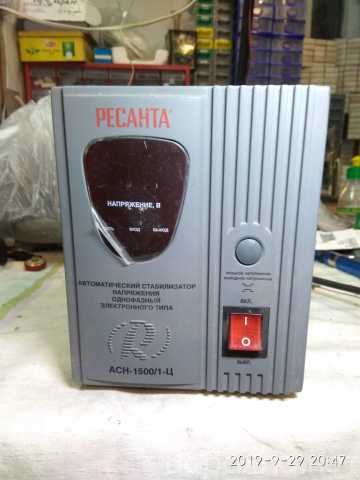 РЕСАНТА®
НАПРЯЖЕНИЕ, В
ВХОД
ВЫХОД
АВТОМАТИЧЕСКИЙ СТАБИЛИЗАТОР
НАПРЯЖЕНИЯ
ОДНОФАЗНЫЙ
ЭЛЕКТРОННОГО ТИПА
ВКЛ.
ВЫКЛ.
АСН-1500/1-Ц
2019-9-29 20:47